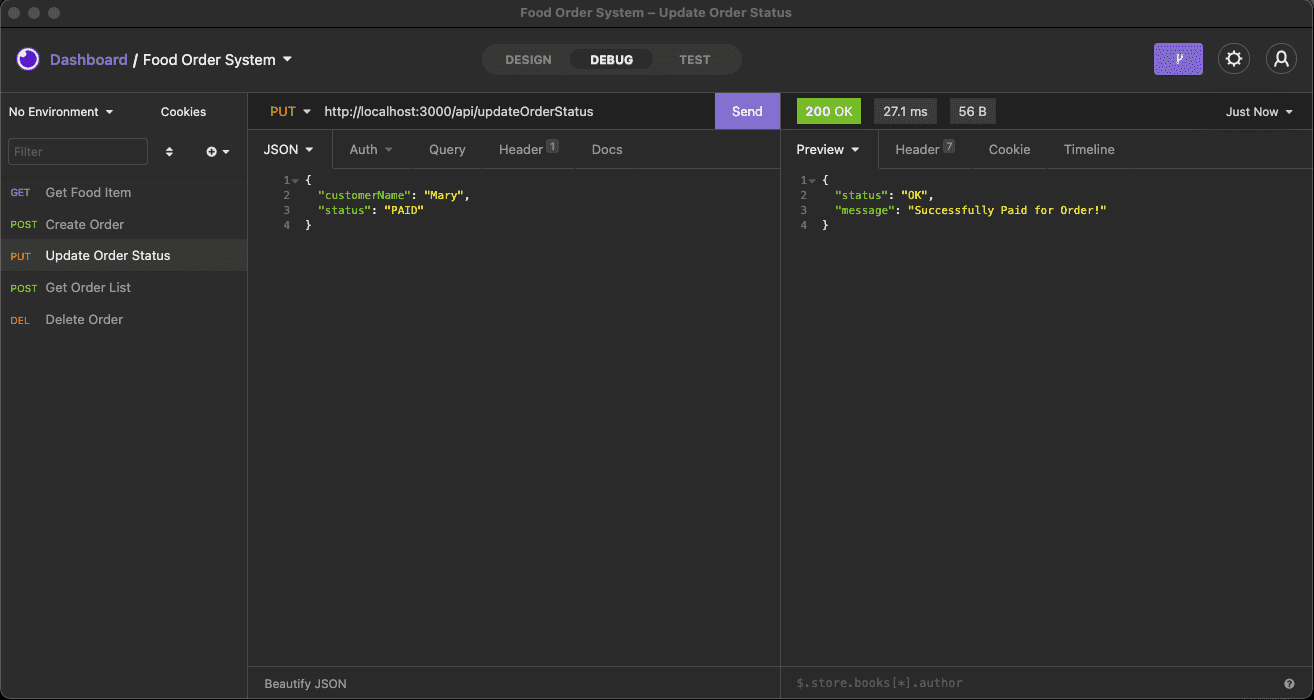 Food Order System – Update Order Status
Dashboard / Food Order System
DESIGN DEBUG TEST
No Environment Cookies
Filter
GET Get Food Item
POST Create Order
PUT Update Order Status
POST Get Order List
DEL Delete Order
PUT http://localhost:3000/api/updateOrderStatus Send
JSON Auth Query Header 1 Docs
1 {
2 "customerName": "Mary",
3 "status": "PAID"
4 }
Beautify JSON
200 OK 27.1 ms 56 B Just Now
Preview Header 7 Cookie Timeline
1 {
2 "status": "OK",
3 "message": "Successfully Paid for Order!"
4 }
$.store.books[*].author